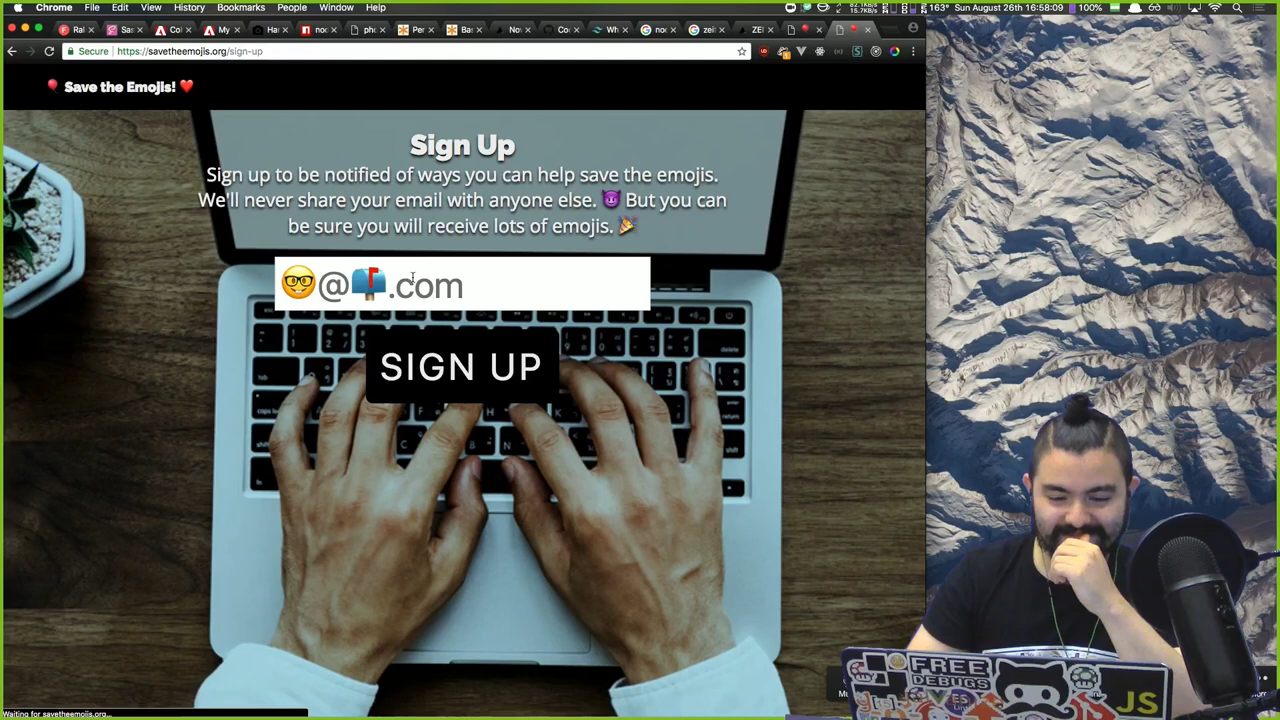 Chrome File Edit View History Bookmarks People Window Help
163° Sun August 26th 16:58:09 100%
Secure https://savetheemojis.org/sign-up
🎈 Save the Emojis! ❤️
Sign Up
Sign up to be notified of ways you can help save the emojis.
We'll never share your email with anyone else. 😈 But you can
be sure you will receive lots of emojis. 🎉
🤓@📫.com
SIGN UP
FREE
DEBUGS
JS
Waiting for savetheemojis.org...